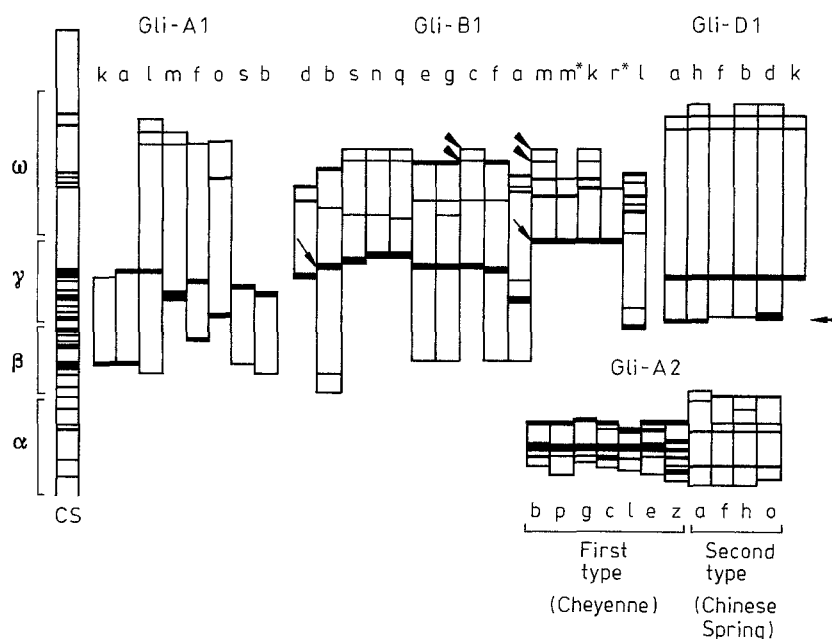 Gli-A1 Gli-B1 Gli-D1
k a l m f o s b d b s n q e g c f a m m* k r* l a h f b d k
ω
γ
β
α
CS
Gli-A2
b p g c l e z a f h o
First type
(Cheyenne)
Second type
(Chinese Spring)